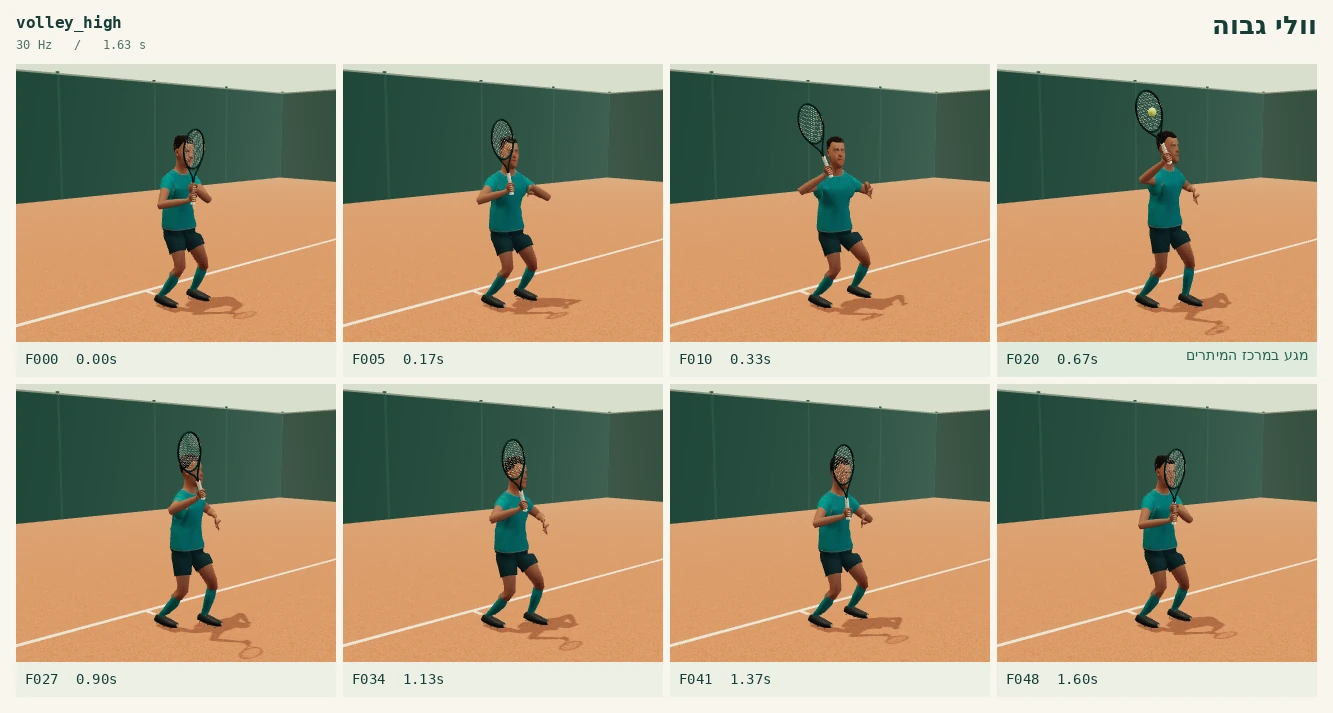 volley_high
וולי גבוה
30 Hz / 1.63 s
F000 0.00s
F005 0.17s
F010 0.33s
F020 0.67s מגע במרכז המיתרים
F027 0.90s
F034 1.13s
F041 1.37s
F048 1.60s